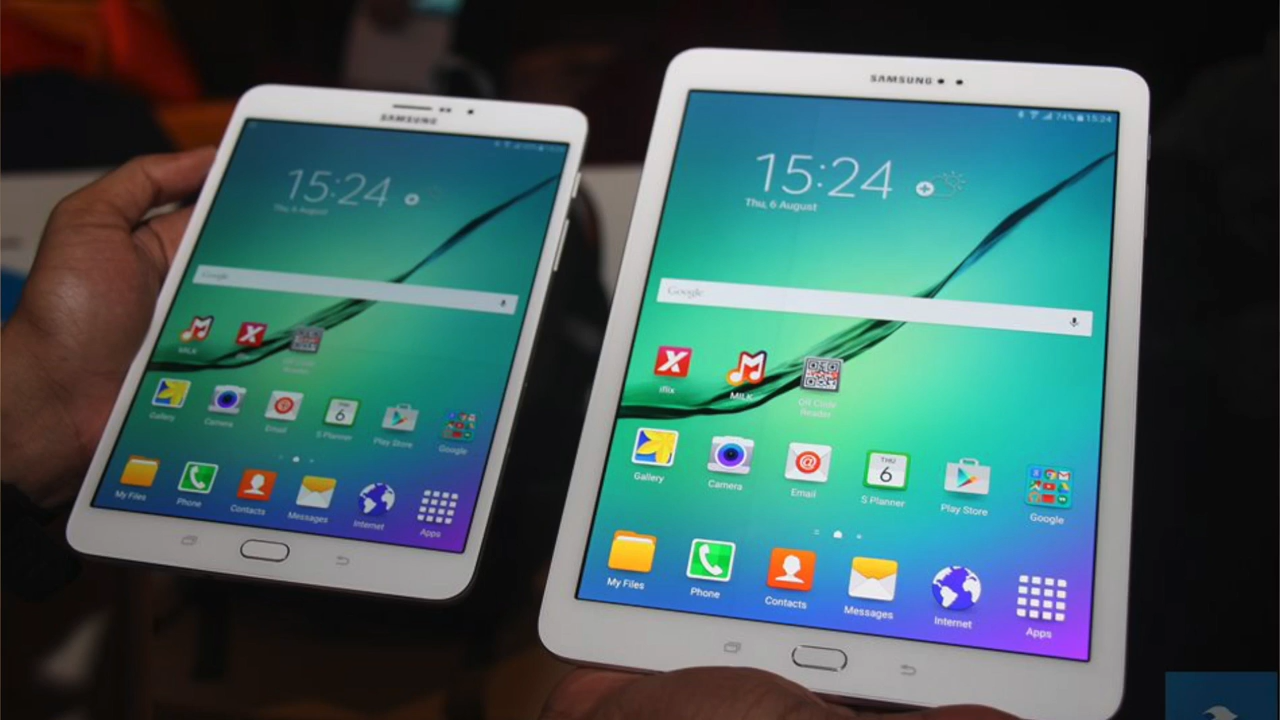 SAMSUNG
15:24
Thu, 6 August
Google
MILK
Gallery
Camera
Email
6
S Planner
Play Store
Google
My Files
Phone
Contacts
Messages
Internet
Apps
SAMSUNG
74% 15:24
15:24
Thu, 6 August
Google
iflix
MILK
QR Code
Reader
Gallery
Camera
Email
THU
6
S Planner
Play Store
Google
My Files
Phone
Contacts
Messages
Internet
Apps